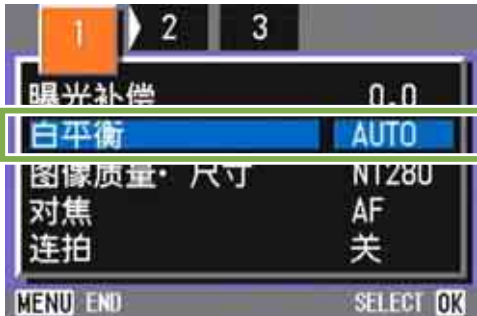 1 2 3
曝光补偿 0.0
白平衡 AUTO
图像质量· 尺寸 N1280
对焦 AF
连拍 关
MENU END SELECT OK